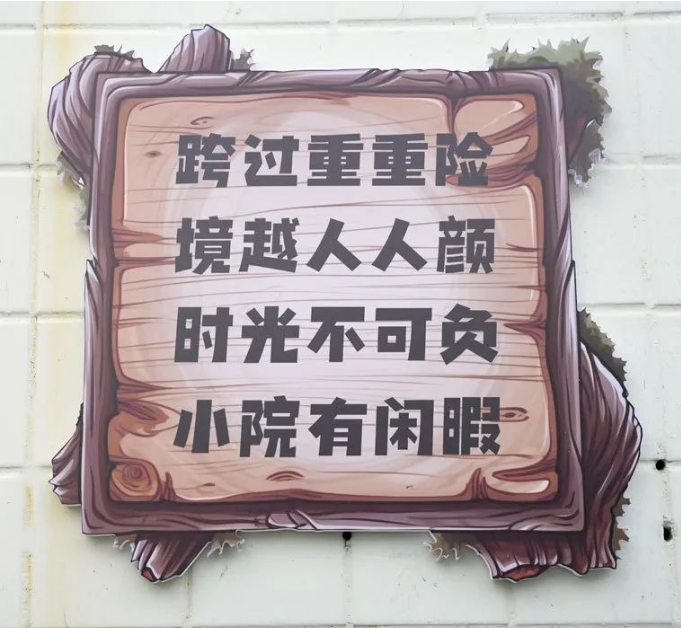 跨过重重险
境越人人颜
时光不可负
小院有闲暇